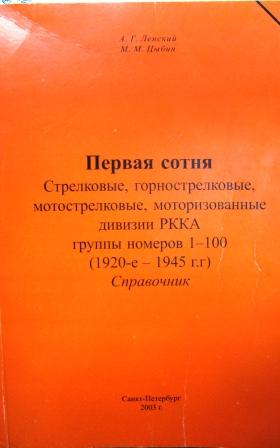 А. Г. Ленский
М. М. Цыбин
Первая сотня
Стрелковые, горнострелковые,
мотострелковые, моторизованные
дивизии РККА
группы номеров 1–100
(1920-е – 1945 г.г)
Справочник
Санкт-Петербург
2003 г.